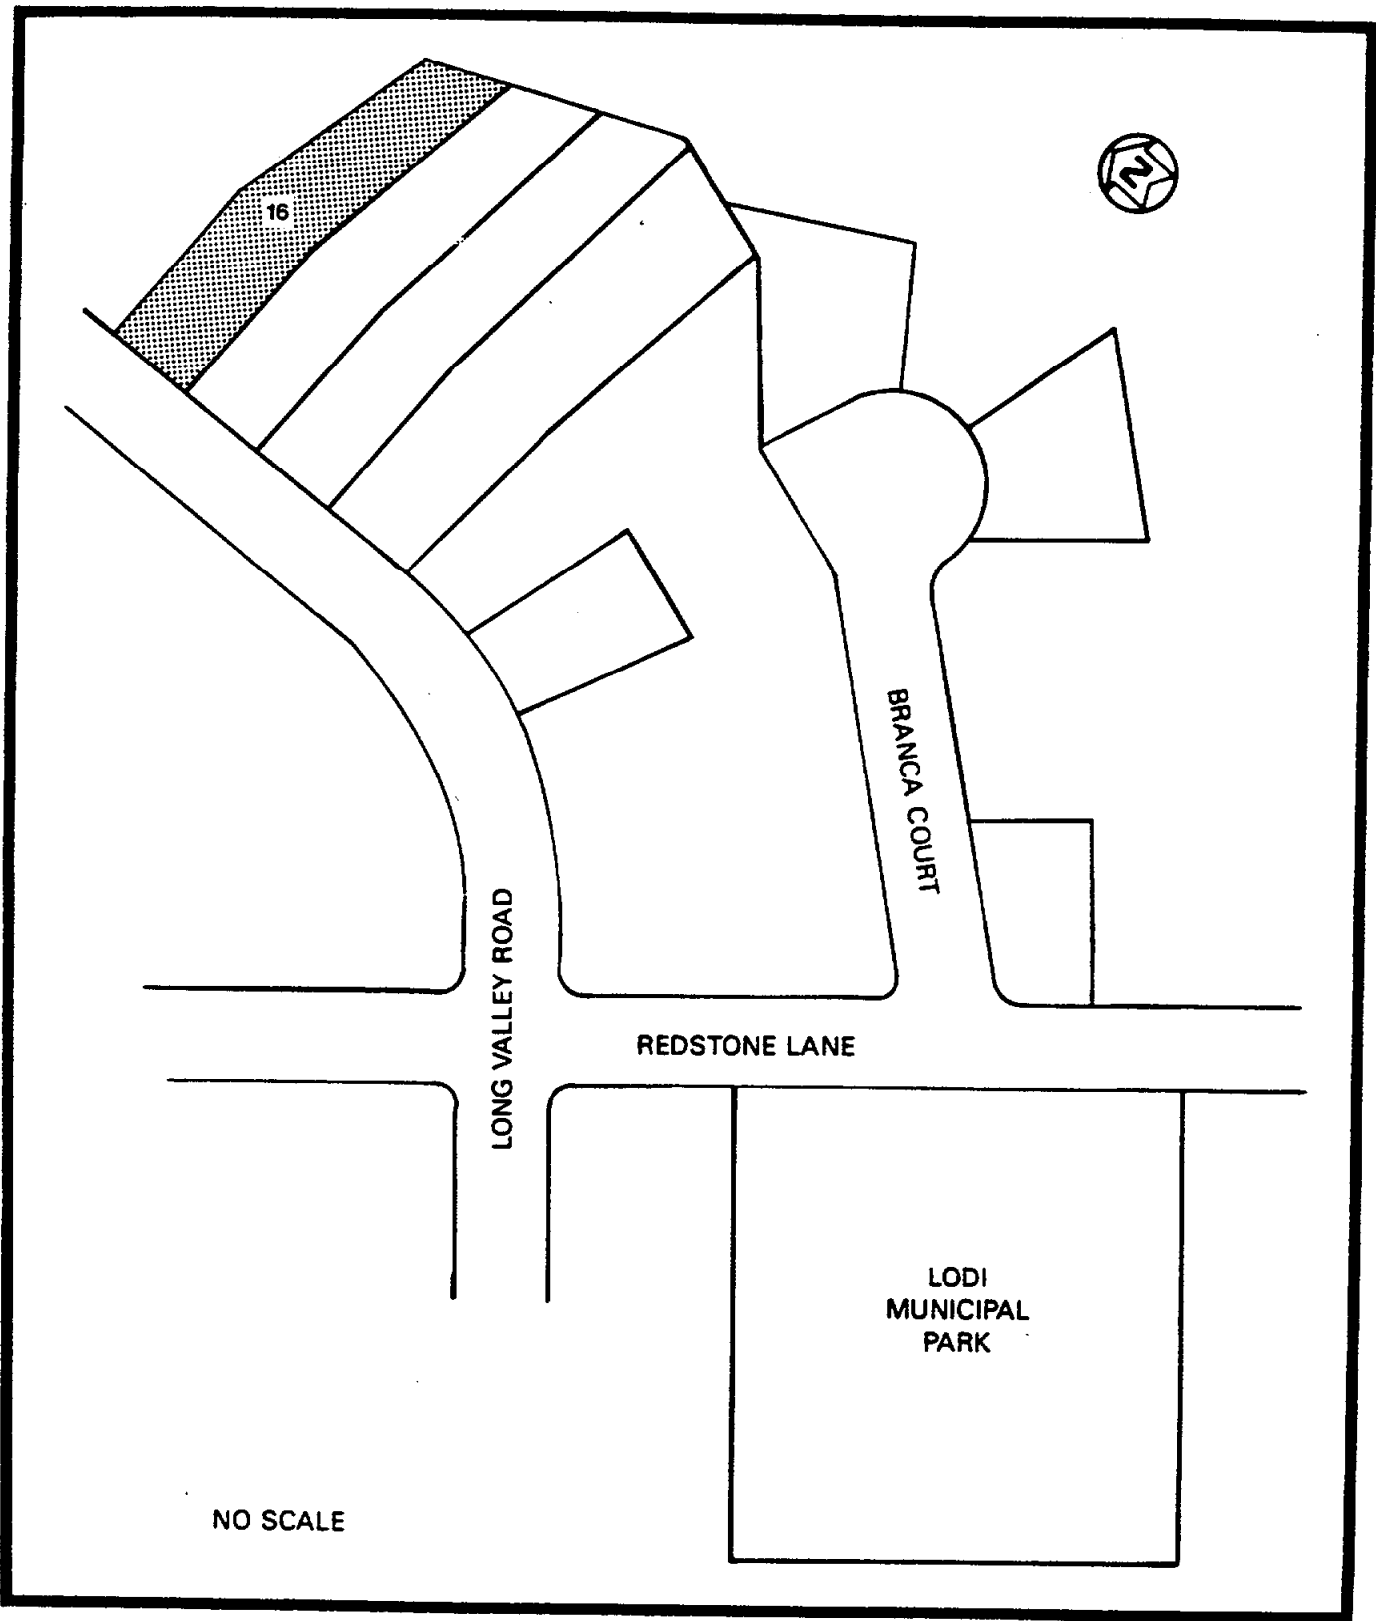 16
N
BRANCA COURT
LONG VALLEY ROAD
REDSTONE LANE
LODI
MUNICIPAL
PARK
NO SCALE